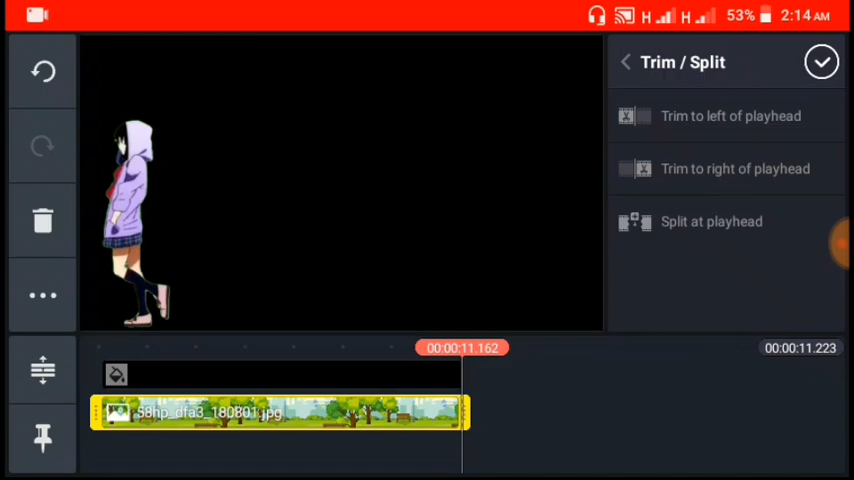 H H 53% 2:14 AM
Trim / Split
Trim to left of playhead
Trim to right of playhead
Split at playhead
00:00:11.162
00:00:11.223
58hp_dfa3_180801.jpg